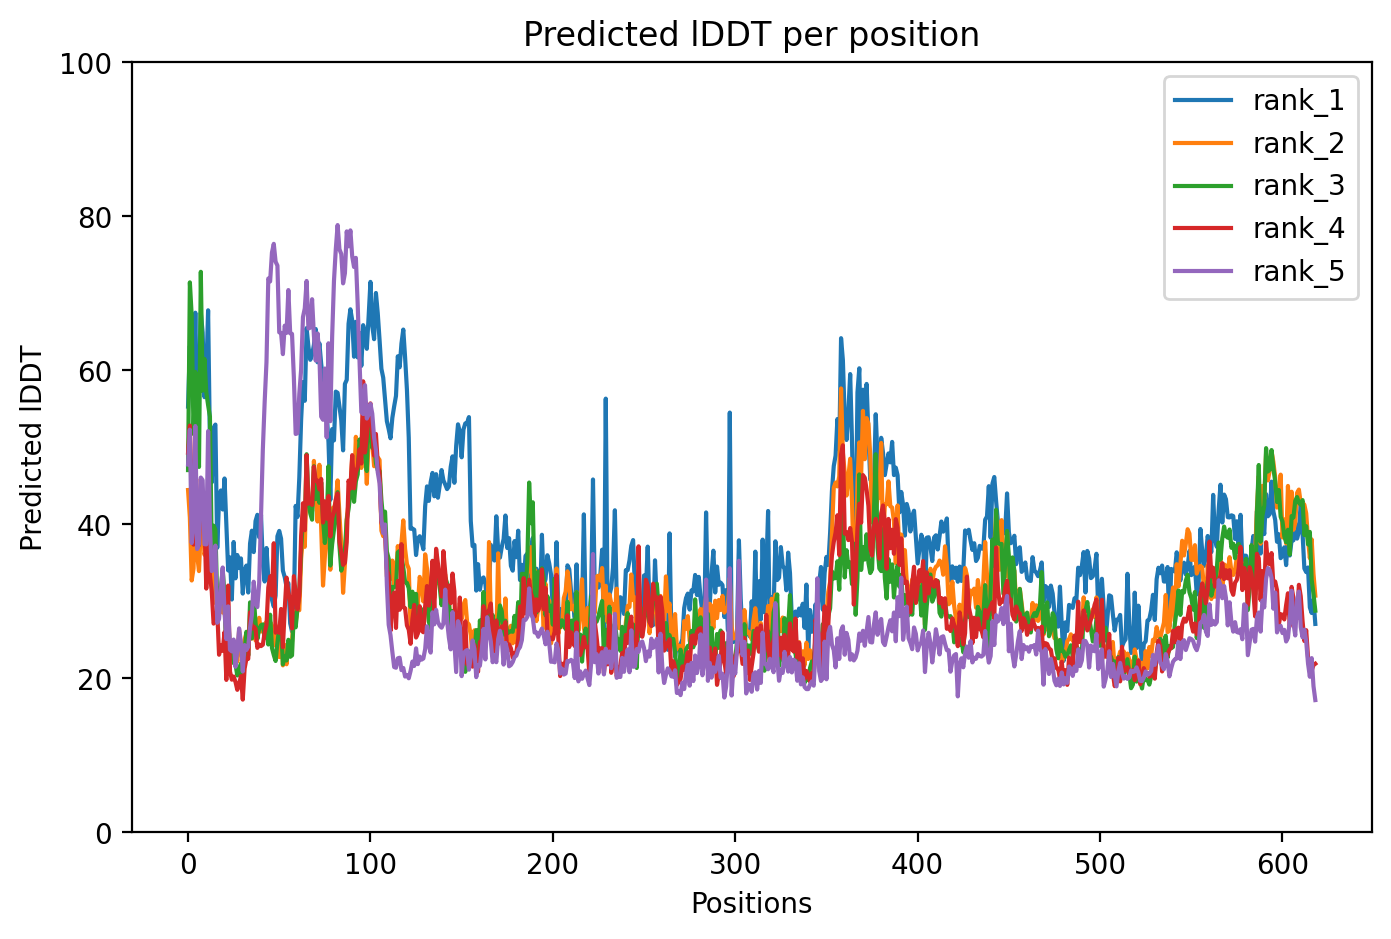 Predicted lDDT per position
100
80
60
40
20
0
Predicted lDDT
0 100 200 300 400 500 600
Positions
rank_1
rank_2
rank_3
rank_4
rank_5